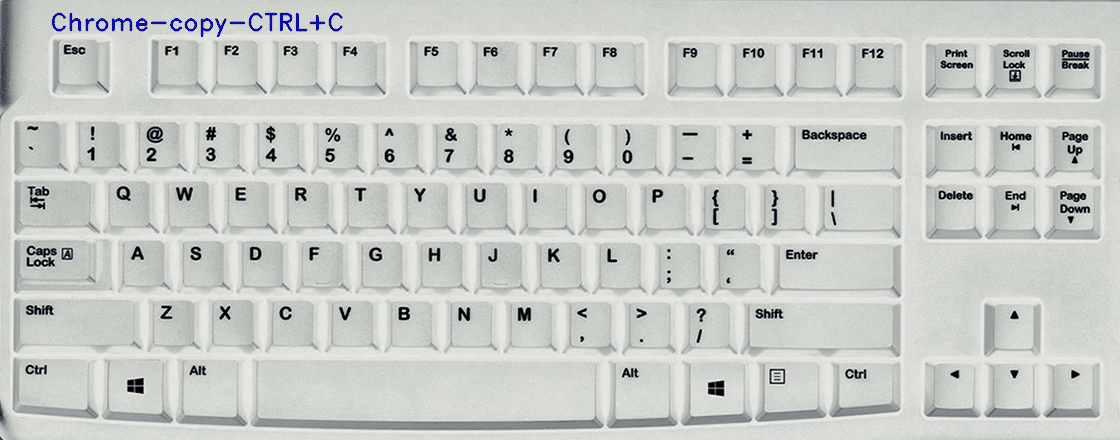 Chrome-copy-CTRL+C
Esc F1 F2 F3 F4 F5 F6 F7 F8 F9 F10 F11 F12 Print Screen Scroll Lock Pause Break
~ ` ! 1 @ 2 # 3 $ 4 % 5 ^ 6 & 7 * 8 ( 9 ) 0 — - + = Backspace Insert Home Page Up
Tab Q W E R T Y U I O P { [ } ] | \ Delete End Page Down
Caps Lock A A S D F G H J K L : ; “ ‘ Enter
Shift Z X C V B N M < , > . ? / Shift
Ctrl Alt Alt Ctrl